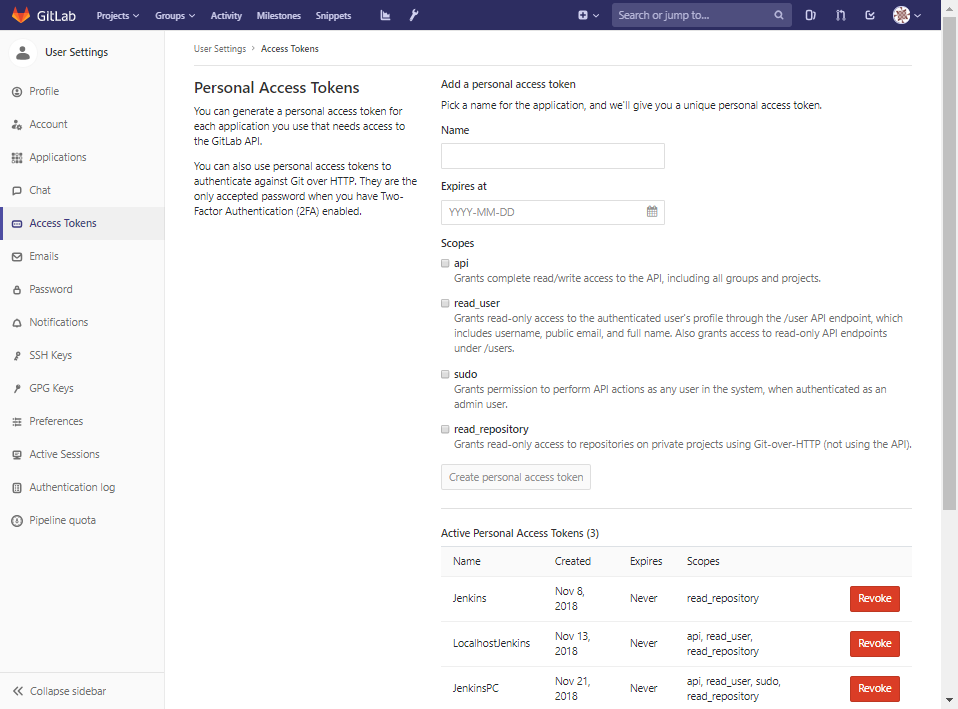 GitLab Projects Groups Activity Milestones Snippets Search or jump to...
User Settings
Profile
Account
Applications
Chat
Access Tokens
Emails
Password
Notifications
SSH Keys
GPG Keys
Preferences
Active Sessions
Authentication log
Pipeline quota
Collapse sidebar
User Settings > Access Tokens
Personal Access Tokens
You can generate a personal access token for
each application you use that needs access to
the GitLab API.
You can also use personal access tokens to
authenticate against Git over HTTP. They are the
only accepted password when you have Two-
Factor Authentication (2FA) enabled.
Add a personal access token
Pick a name for the application, and we'll give you a unique personal access token.
Name
Expires at
YYYY-MM-DD
Scopes
api
Grants complete read/write access to the API, including all groups and projects.
read_user
Grants read-only access to the authenticated user's profile through the /user API endpoint, which
includes username, public email, and full name. Also grants access to read-only API endpoints
under /users.
sudo
Grants permission to perform API actions as any user in the system, when authenticated as an
admin user.
read_repository
Grants read-only access to repositories on private projects using Git-over-HTTP (not using the API).
Create personal access token
Active Personal Access Tokens (3)
Name Created Expires Scopes
Jenkins Nov 8, 2018 Never read_repository Revoke
LocalhostJenkins Nov 13, 2018 Never api, read_user, read_repository Revoke
JenkinsPC Nov 21, 2018 Never api, read_user, sudo, read_repository Revoke